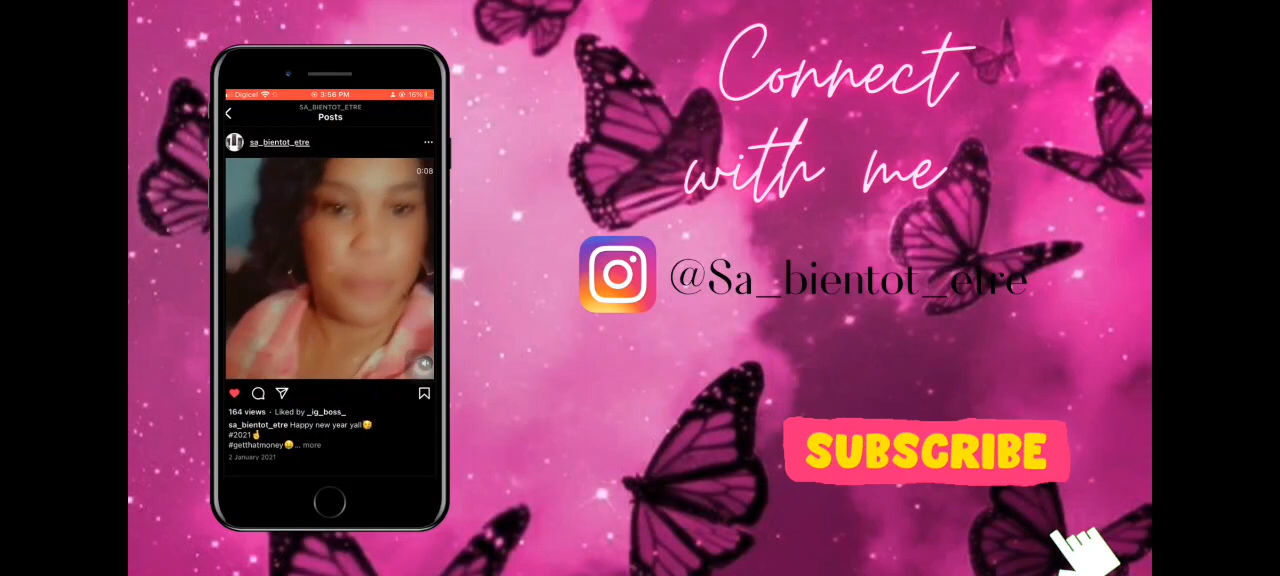 Connect
with me
@Sa_bientot_etre
SUBSCRIBE
Digicel 3:56 PM 16%
SA_BIENTOT_ETRE
Posts
sa_bientot_etre
0:08
164 views · Liked by _ig_boss_
sa_bientot_etre Happy new year yall🥴
#2021🤞
#getthatmoney😀... more
2 January 2021